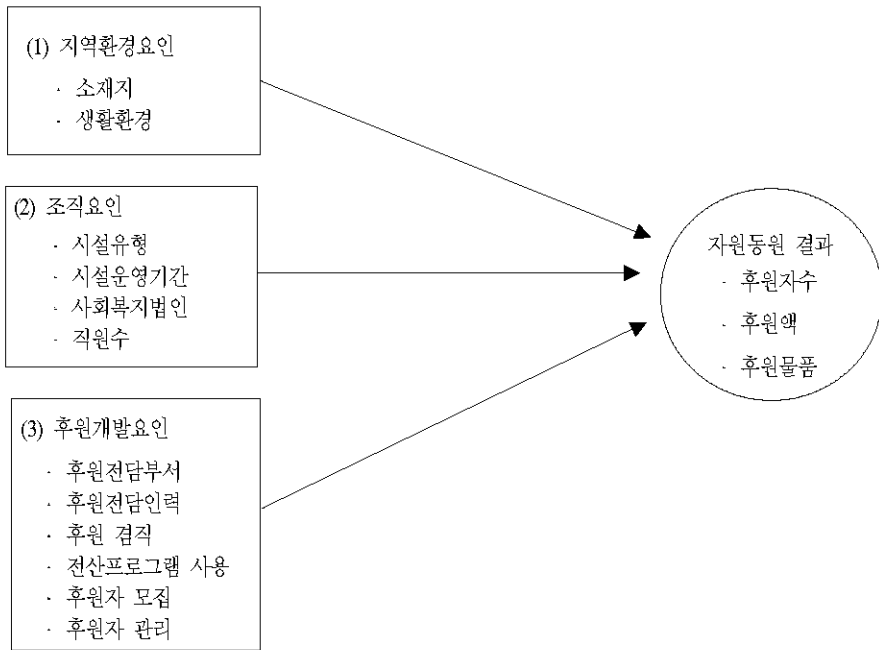 (1) 지역환경요인
· 소재지
· 생활환경
(2) 조직요인
· 시설유형
· 시설운영기간
· 사회복지법인
· 직원수
(3) 후원개발요인
· 후원전담부서
· 후원전담인력
· 후원 겸직
· 전산프로그램 사용
· 후원자 모집
· 후원자 관리
자원동원 결과
· 후원자수
· 후원액
· 후원물품